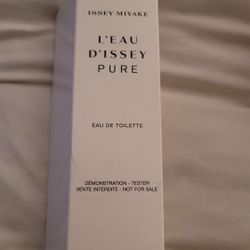 ISSEY MIYAKE
L'EAU
D'ISSEY
PURE
EAU DE TOILETTE
DÉMONSTRATION - TESTER
VENTE INTERDITE - NOT FOR SALE